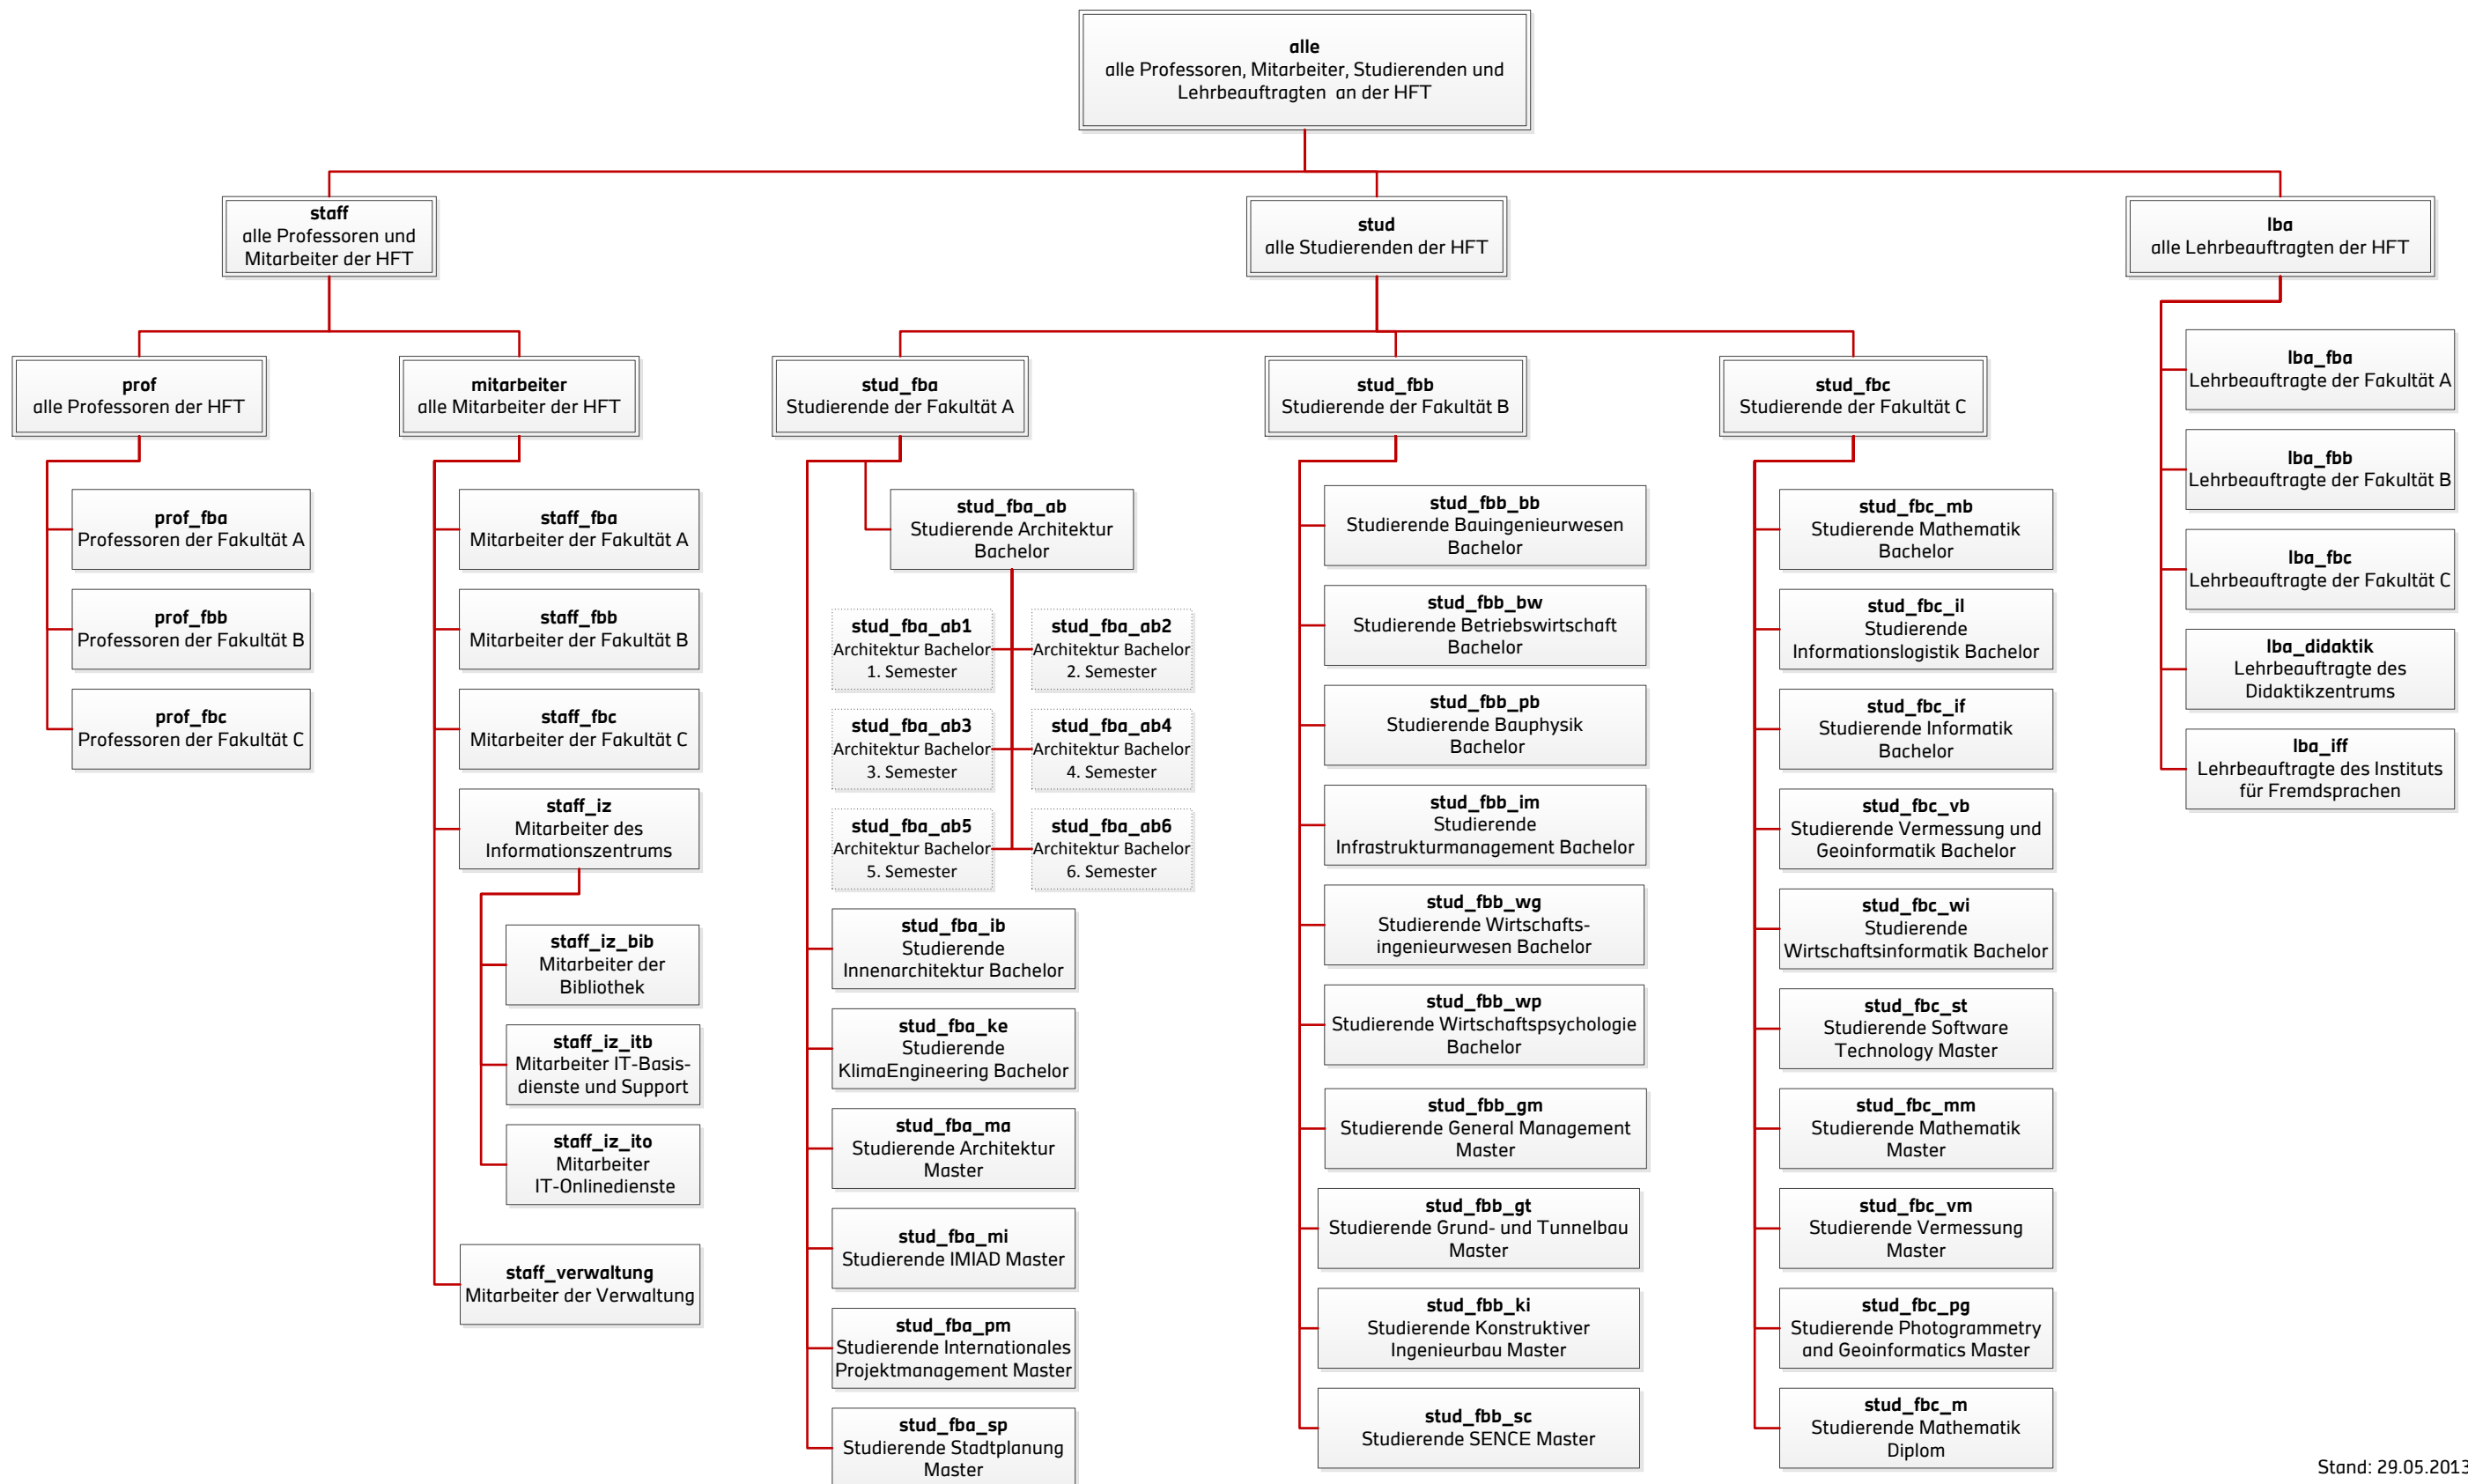 alle
alle Professoren, Mitarbeiter, Studierenden und
Lehrbeauftragten an der HFT
staff
alle Professoren und
Mitarbeiter der HFT
stud
alle Studierenden der HFT
lba
alle Lehrbeauftragten der HFT
prof
alle Professoren der HFT
mitarbeiter
alle Mitarbeiter der HFT
stud_fba
Studierende der Fakultät A
stud_fbb
Studierende der Fakultät B
stud_fbc
Studierende der Fakultät C
prof_fba
Professoren der Fakultät A
prof_fbb
Professoren der Fakultät B
prof_fbc
Professoren der Fakultät C
staff_fba
Mitarbeiter der Fakultät A
staff_fbb
Mitarbeiter der Fakultät B
staff_fbc
Mitarbeiter der Fakultät C
staff_iz
Mitarbeiter des
Informationszentrums
staff_iz_bib
Mitarbeiter der
Bibliothek
staff_iz_itb
Mitarbeiter IT-Basis-
dienste und Support
staff_iz_ito
Mitarbeiter
IT-Onlinedienste
staff_verwaltung
Mitarbeiter der Verwaltung
stud_fba_ab
Studierende Architektur
Bachelor
stud_fba_ab1
Architektur Bachelor
1. Semester
stud_fba_ab2
Architektur Bachelor
2. Semester
stud_fba_ab3
Architektur Bachelor
3. Semester
stud_fba_ab4
Architektur Bachelor
4. Semester
stud_fba_ab5
Architektur Bachelor
5. Semester
stud_fba_ab6
Architektur Bachelor
6. Semester
stud_fba_ib
Studierende
Innenarchitektur Bachelor
stud_fba_ke
Studierende
KlimaEngineering Bachelor
stud_fba_ma
Studierende Architektur
Master
stud_fba_mi
Studierende IMIAD Master
stud_fba_pm
Studierende Internationales
Projektmanagement Master
stud_fba_sp
Studierende Stadtplanung
Master
stud_fbb_bb
Studierende Bauingenieurwesen
Bachelor
stud_fbb_bw
Studierende Betriebswirtschaft
Bachelor
stud_fbb_pb
Studierende Bauphysik
Bachelor
stud_fbb_im
Studierende
Infrastrukturmanagement Bachelor
stud_fbb_wg
Studierende Wirtschafts-
ingenieurwesen Bachelor
stud_fbb_wp
Studierende Wirtschaftspsychologie
Bachelor
stud_fbb_gm
Studierende General Management
Master
stud_fbb_gt
Studierende Grund- und Tunnelbau
Master
stud_fbb_ki
Studierende Konstruktiver
Ingenieurbau Master
stud_fbb_sc
Studierende SENCE Master
stud_fbc_mb
Studierende Mathematik
Bachelor
stud_fbc_il
Studierende
Informationslogistik Bachelor
stud_fbc_if
Studierende Informatik
Bachelor
stud_fbc_vb
Studierende Vermessung und
Geoinformatik Bachelor
stud_fbc_wi
Studierende
Wirtschaftsinformatik Bachelor
stud_fbc_st
Studierende Software
Technology Master
stud_fbc_mm
Studierende Mathematik
Master
stud_fbc_vm
Studierende Vermessung
Master
stud_fbc_pg
Studierende Photogrammetry
and Geoinformatics Master
stud_fbc_m
Studierende Mathematik
Diplom
lba_fba
Lehrbeauftragte der Fakultät A
lba_fbb
Lehrbeauftragte der Fakultät B
lba_fbc
Lehrbeauftragte der Fakultät C
lba_didaktik
Lehrbeauftragte des
Didaktikzentrums
lba_iff
Lehrbeauftragte des Instituts
für Fremdsprachen
Stand: 29.05.2013